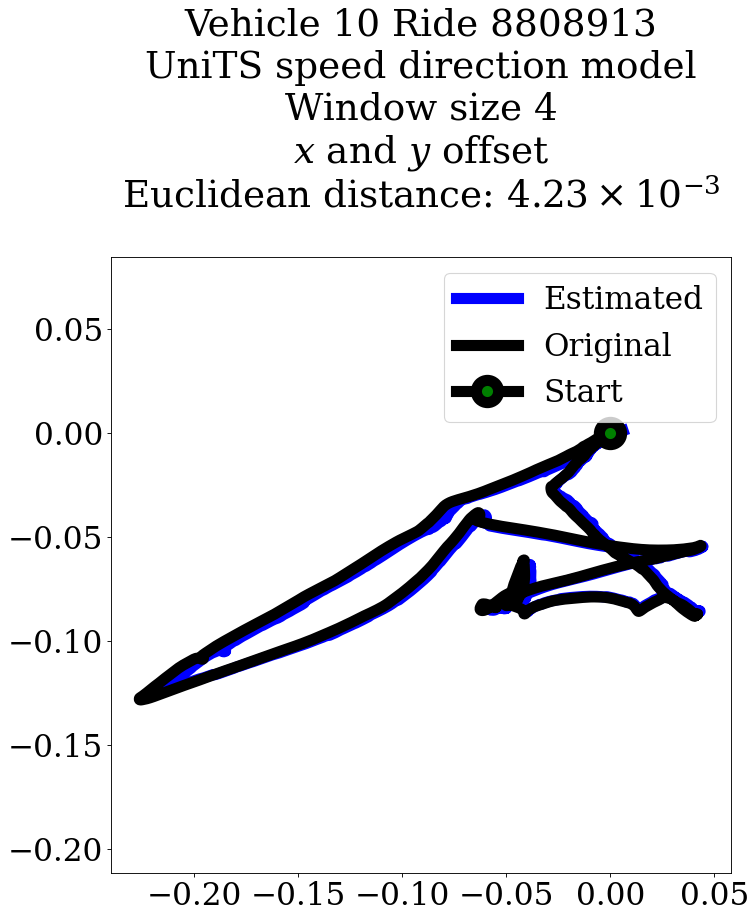 Vehicle 10 Ride 8808913
UniTS speed direction model
Window size 4
x and y offset
Euclidean distance: 4.23 × 10⁻³
Estimated
Original
Start
0.05
0.00
−0.05
−0.10
−0.15
−0.20
−0.20 −0.15 −0.10 −0.05 0.00 0.05